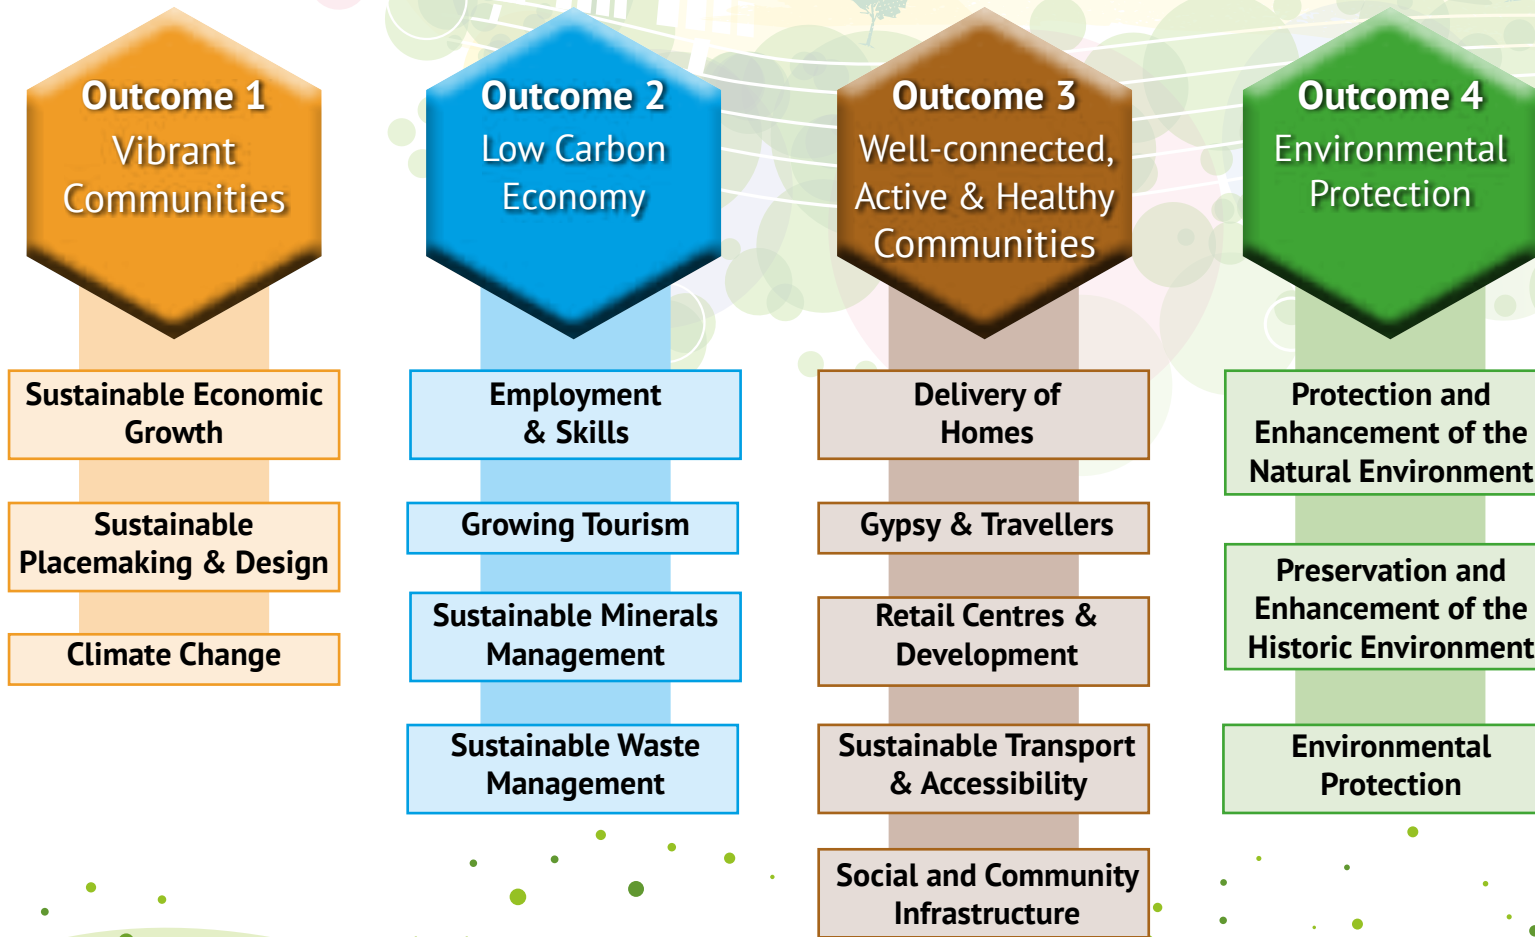 Outcome 1
Vibrant
Communities
Sustainable Economic
Growth
Sustainable
Placemaking & Design
Climate Change
Outcome 2
Low Carbon
Economy
Employment
& Skills
Growing Tourism
Sustainable Minerals
Management
Sustainable Waste
Management
Outcome 3
Well-connected,
Active & Healthy
Communities
Delivery of
Homes
Gypsy & Travellers
Retail Centres &
Development
Sustainable Transport
& Accessibility
Social and Community
Infrastructure
Outcome 4
Environmental
Protection
Protection and
Enhancement of the
Natural Environment
Preservation and
Enhancement of the
Historic Environment
Environmental
Protection